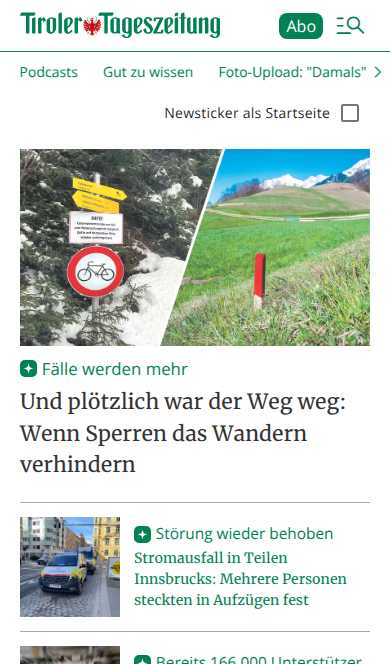 Tiroler Tageszeitung
Abo
Podcasts Gut zu wissen Foto-Upload: "Damals"
Newsticker als Startseite
Fälle werden mehr
Und plötzlich war der Weg weg:
Wenn Sperren das Wandern
verhindern
Störung wieder behoben
Stromausfall in Teilen
Innsbrucks: Mehrere Personen
steckten in Aufzügen fest
Bereits 166.000 Unterstützer